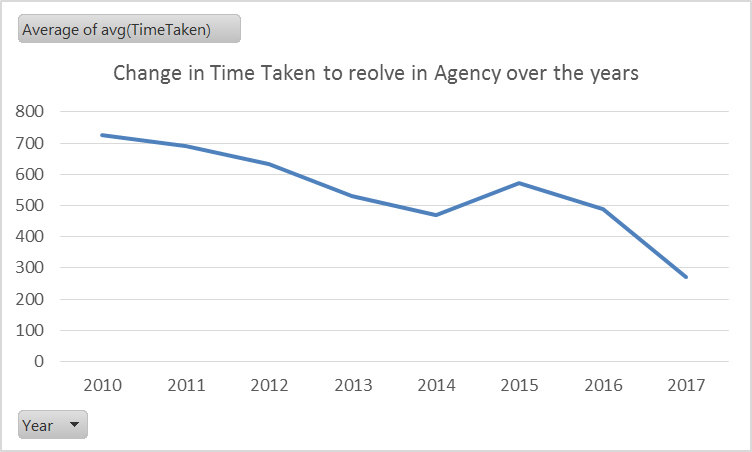 Average of avg(TimeTaken)
Change in Time Taken to reolve in Agency over the years
800
700
600
500
400
300
200
100
0
2010 2011 2012 2013 2014 2015 2016 2017
Year